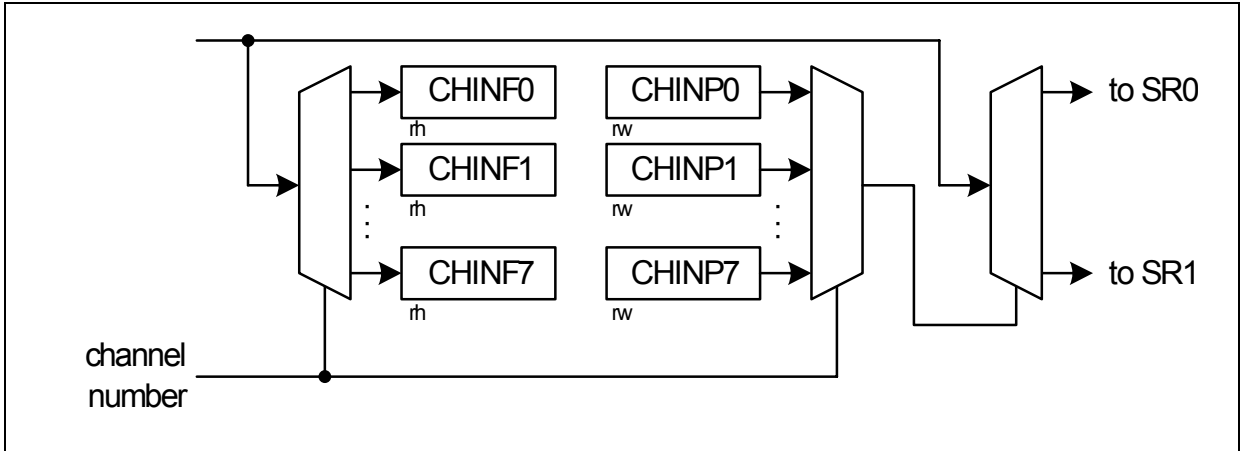 CHINF0 CHINP0 to SR0
rh rw
CHINF1 CHINP1
rh rw
CHINF7 CHINP7 to SR1
rh rw
channel
number